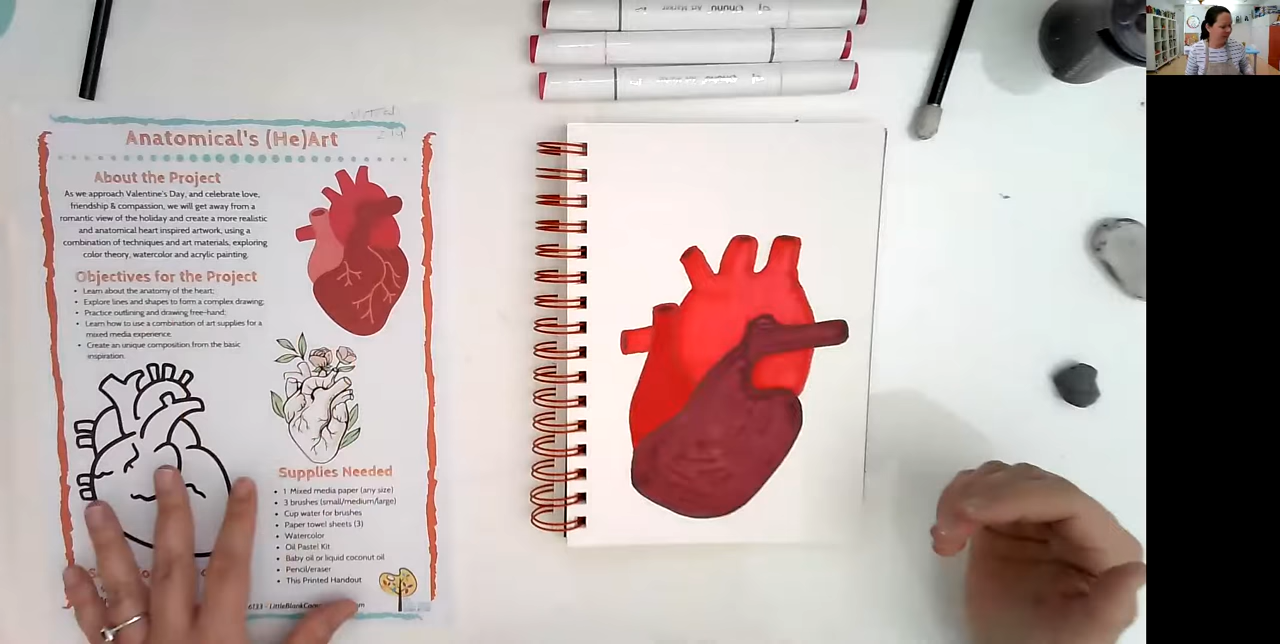 Anatomical's (He)Art
About the Project
As we approach Valentine's Day, and celebrate love,
friendship & compassion, we will get away from a
romantic view of the holiday and create a more realistic
and anatomical heart inspired artwork, using a
combination of techniques and art materials, exploring
color theory, watercolor and acrylic painting.
Objectives for the Project
• Learn about the anatomy of the heart;
• Explore lines and shapes to form a complex drawing;
• Practice outlining and drawing free-hand;
• Learn how to use a combination of art supplies for a
mixed media experience.
• Create an unique composition from the basic
inspiration.
Supplies Needed
• 1 Mixed media paper (any size)
• 3 brushes (small/medium/large)
• Cup water for brushes
• Paper towel sheets (3)
• Watercolor
• Oil Pastel Kit
• Baby oil or liquid coconut oil
• Pencil/eraser
• This Printed Handout